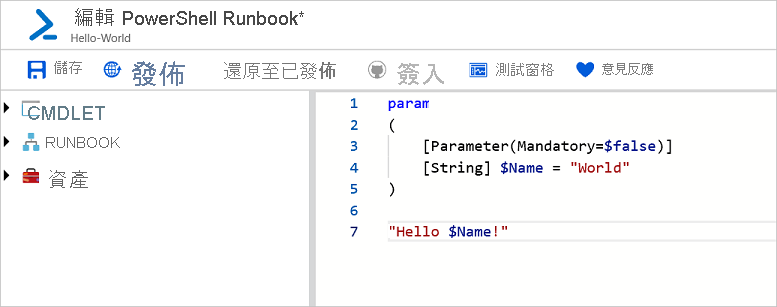 編輯 PowerShell Runbook*
Hello-World
儲存 發佈 還原至已發佈 簽入 測試窗格 意見反應
CMDLET
RUNBOOK
資產
1 param
2 (
3 [Parameter(Mandatory=$false)]
4 [String] $Name = "World"
5 )
6
7 "Hello $Name!"